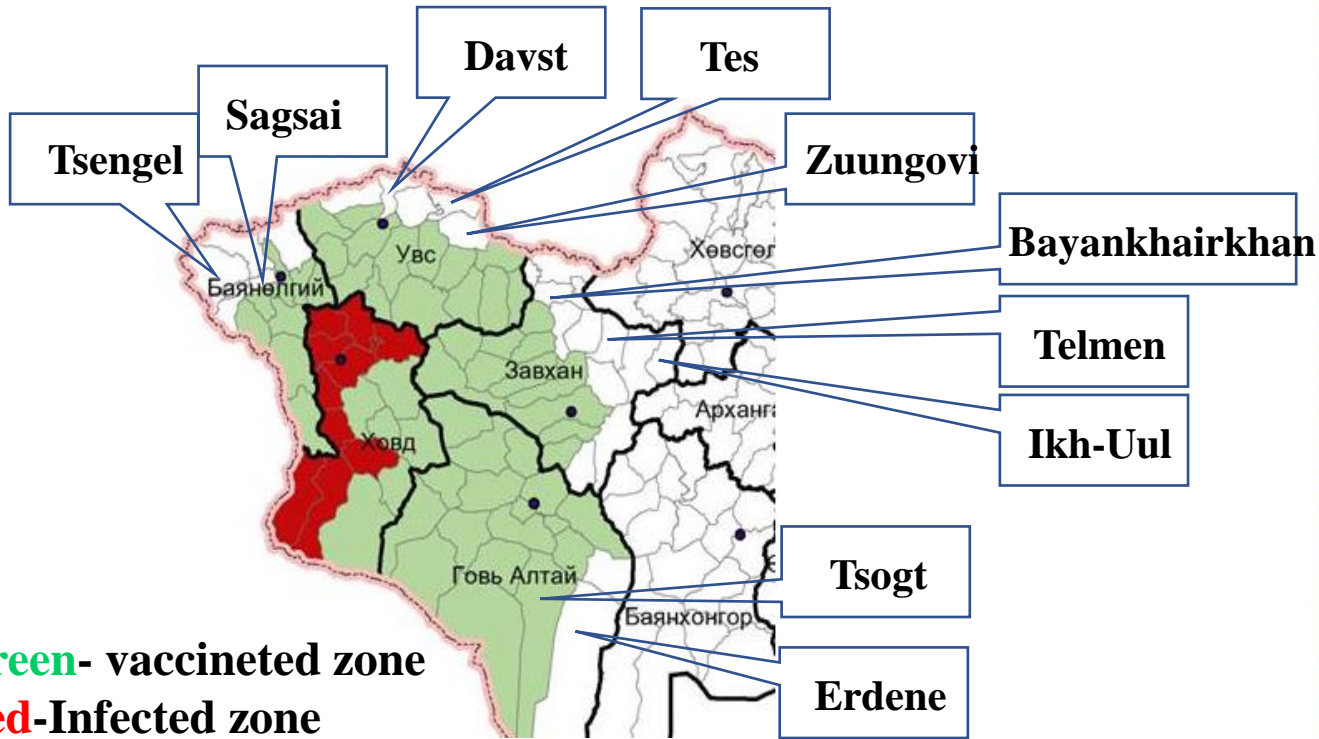 Davst
Tes
Sagsai
Tsengel
Zuungovi
Bayankhairkhan
Telmen
Ikh-Uul
Tsogt
Erdene
Увс
Хөвсгөл
Баянөлгий
Завхан
Арханга
Ховд
Говь Алтай
Баянхонгор
reen- vaccineted zone
ed-Infected zone